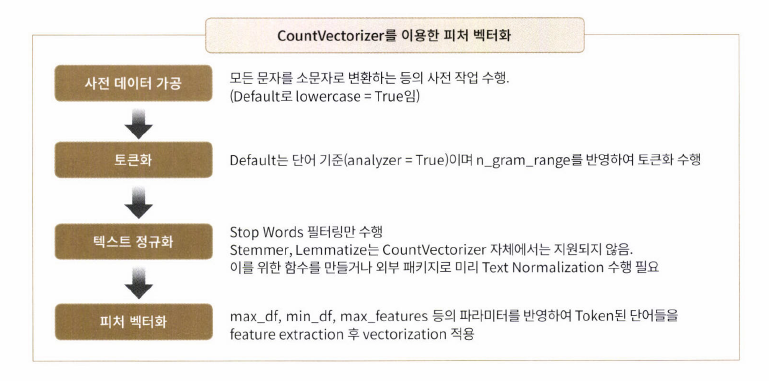 CountVectorizer를 이용한 피처 벡터화
사전 데이터 가공
모든 문자를 소문자로 변환하는 등의 사전 작업 수행.
(Default로 lowercase = True임)
토큰화
Default는 단어 기준(analyzer = True)이며 n_gram_range를 반영하여 토큰화 수행
텍스트 정규화
Stop Words 필터링만 수행
Stemmer, Lemmatize는 CountVectorizer 자체에서는 지원되지 않음.
이를 위한 함수를 만들거나 외부 패키지로 미리 Text Normalization 수행 필요
피처 벡터화
max_df, min_df, max_features 등의 파라미터를 반영하여 Token된 단어들을
feature extraction 후 vectorization 적용